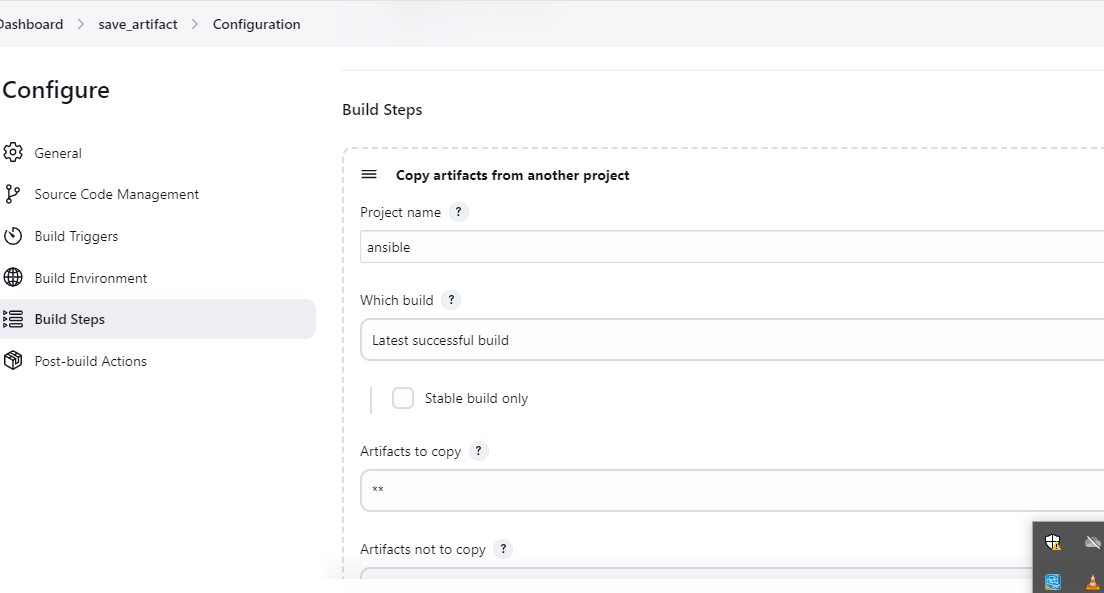 Dashboard > save_artifact > Configuration
Configure
General
Source Code Management
Build Triggers
Build Environment
Build Steps
Post-build Actions
Build Steps
Copy artifacts from another project
Project name ?
ansible
Which build ?
Latest successful build
Stable build only
Artifacts to copy ?
**
Artifacts not to copy ?